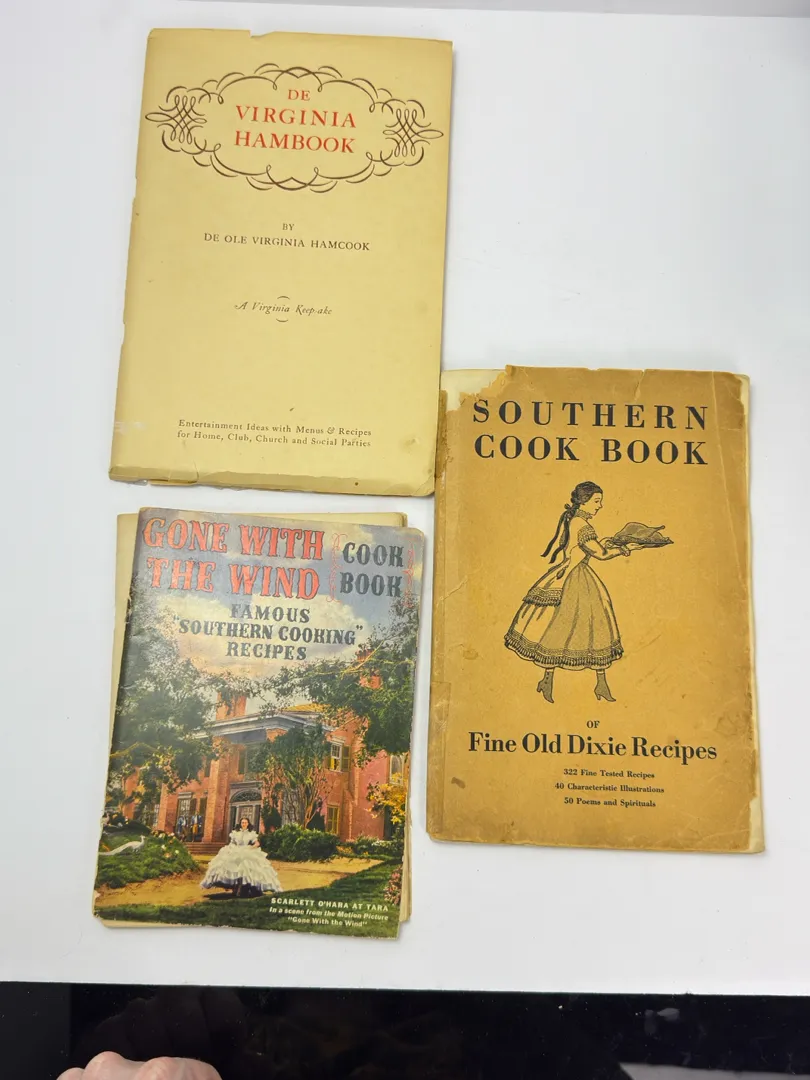 DE
VIRGINIA
HAMBOOK
BY
DE OLE VIRGINIA HAMCOOK
A Virginia Keepsake
Entertainment Ideas with Menus & Recipes
for Home, Club, Church and Social Parties
SOUTHERN
COOK BOOK
OF
Fine Old Dixie Recipes
322 Fine Tested Recipes
40 Characteristic Illustrations
50 Poems and Spirituals
GONE WITH
THE WIND
COOK
BOOK
FAMOUS
"SOUTHERN COOKING"
RECIPES
SCARLETT O'HARA AT TARA
In a scene from the Motion Picture
"Gone With the Wind"